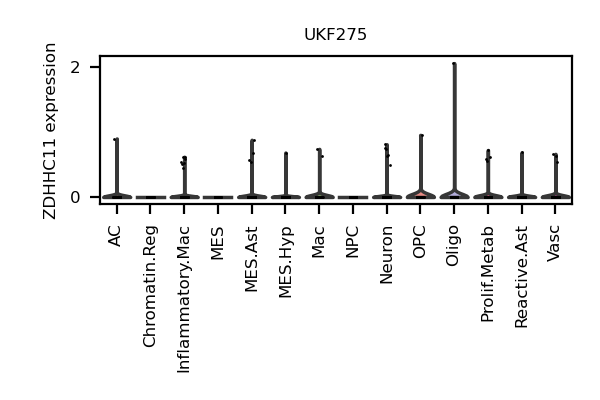 UKF275
ZDHHC11 expression
2
0
AC
Chromatin.Reg
Inflammatory.Mac
MES
MES.Ast
MES.Hyp
Mac
NPC
Neuron
OPC
Oligo
Prolif.Metab
Reactive.Ast
Vasc